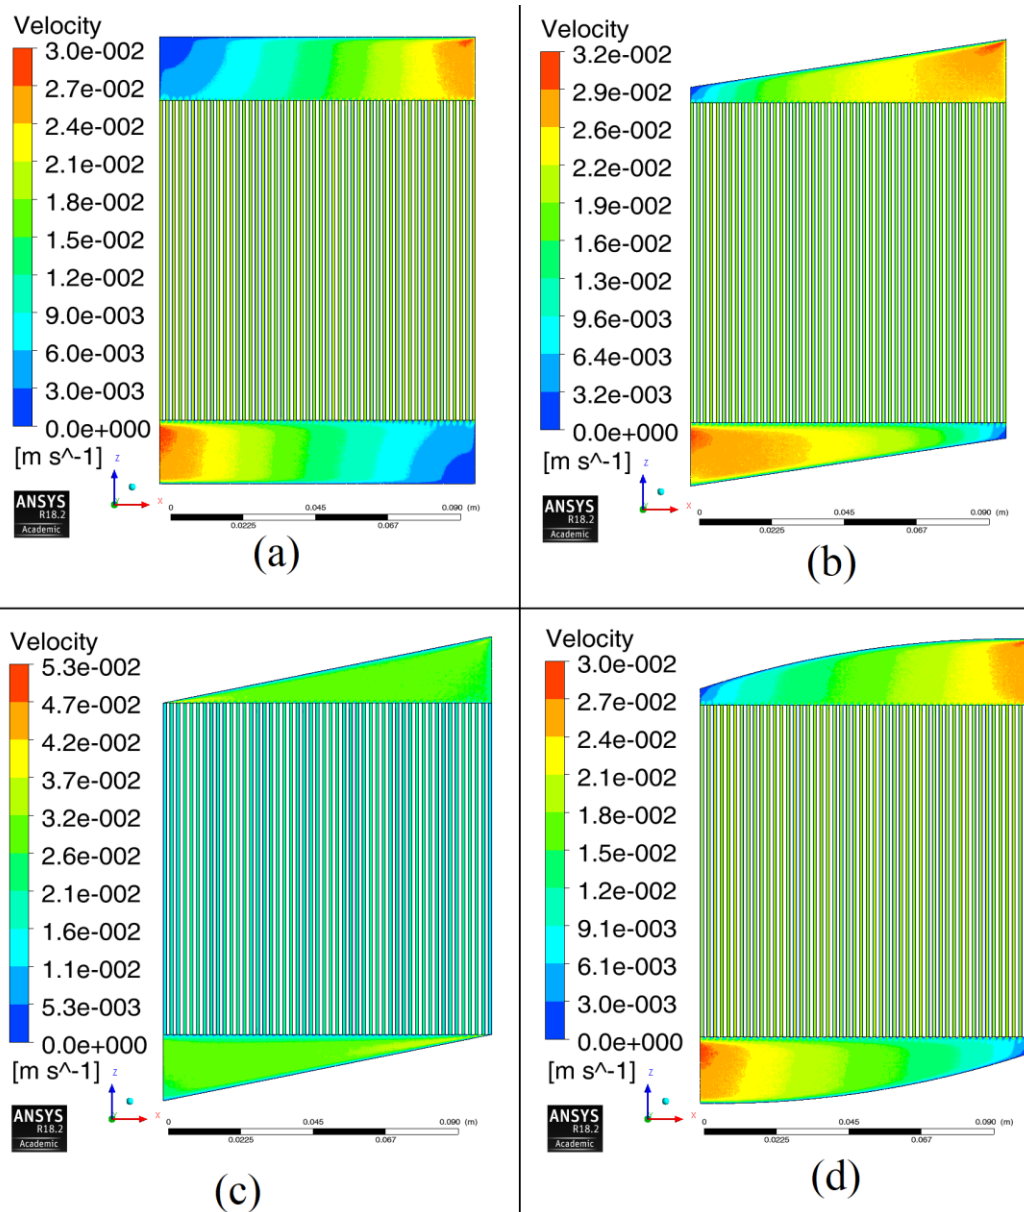 Velocity
3.0e-002
2.7e-002
2.4e-002
2.1e-002
1.8e-002
1.5e-002
1.2e-002
9.0e-003
6.0e-003
3.0e-003
0.0e+000
[m s^-1]
Z
Y
X
ANSYS
R18.2
Academic
0 0.045 0.090 (m)
0.0225 0.067
(a)
Velocity
3.2e-002
2.9e-002
2.6e-002
2.2e-002
1.9e-002
1.6e-002
1.3e-002
9.6e-003
6.4e-003
3.2e-003
0.0e+000
[m s^-1]
Z
Y
X
ANSYS
R18.2
Academic
0 0.045 0.090 (m)
0.0225 0.067
(b)
Velocity
5.3e-002
4.7e-002
4.2e-002
3.7e-002
3.2e-002
2.6e-002
2.1e-002
1.6e-002
1.1e-002
5.3e-003
0.0e+000
[m s^-1]
Z
Y
X
ANSYS
R18.2
Academic
0 0.045 0.090 (m)
0.0225 0.067
(c)
Velocity
3.0e-002
2.7e-002
2.4e-002
2.1e-002
1.8e-002
1.5e-002
1.2e-002
9.1e-003
6.1e-003
3.0e-003
0.0e+000
[m s^-1]
Z
Y
X
ANSYS
R18.2
Academic
0 0.045 0.090 (m)
0.0225 0.067
(d)